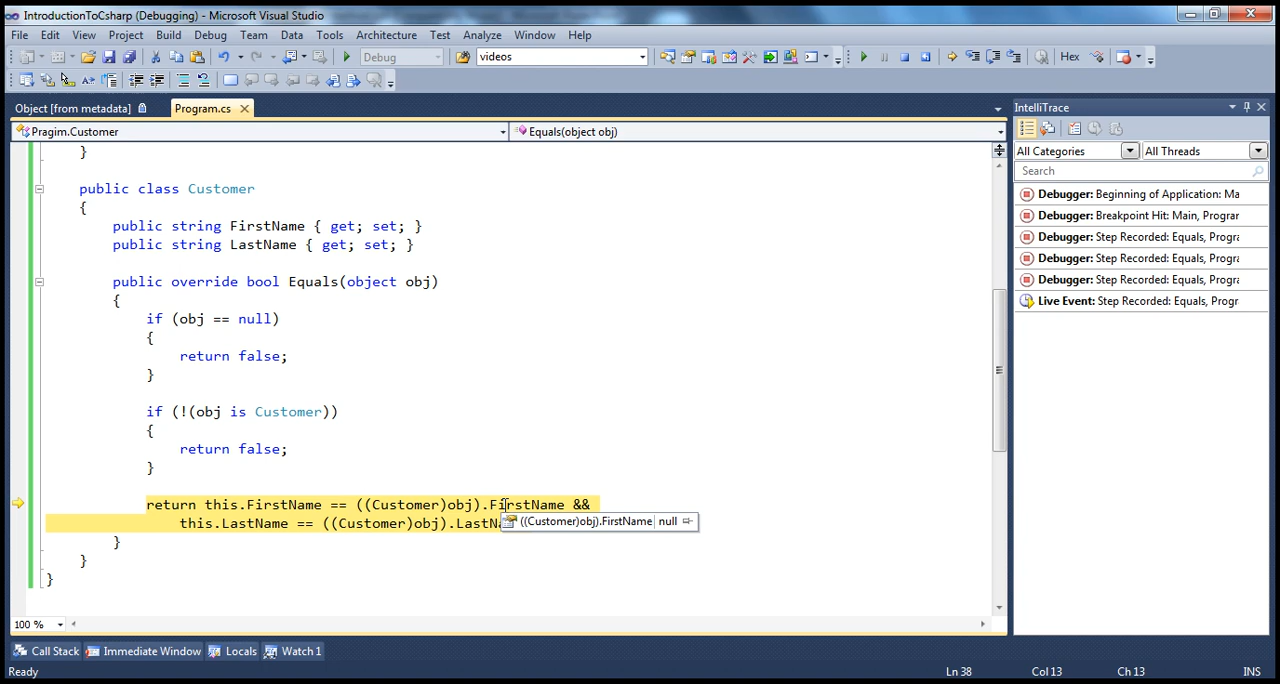 IntroductionToCsharp (Debugging) - Microsoft Visual Studio
File Edit View Project Build Debug Team Data Tools Architecture Test Analyze Window Help
Debug videos Hex
Object [from metadata] Program.cs
IntelliTrace
Pragim.Customer Equals(object obj)
All Categories All Threads
Search
Debugger: Beginning of Application: Ma
Debugger: Breakpoint Hit: Main, Prograr
Debugger: Step Recorded: Equals, Progra
Debugger: Step Recorded: Equals, Progra
Debugger: Step Recorded: Equals, Progra
Live Event: Step Recorded: Equals, Progr
}
public class Customer
{
public string FirstName { get; set; }
public string LastName { get; set; }
public override bool Equals(object obj)
{
if (obj == null)
{
return false;
}
if (!(obj is Customer))
{
return false;
}
return this.FirstName == ((Customer)obj).FirstName &&
this.LastName == ((Customer)obj).LastNa
((Customer)obj).FirstName null
}
}
}
100 %
Call Stack Immediate Window Locals Watch 1
Ready Ln 38 Col 13 Ch 13 INS